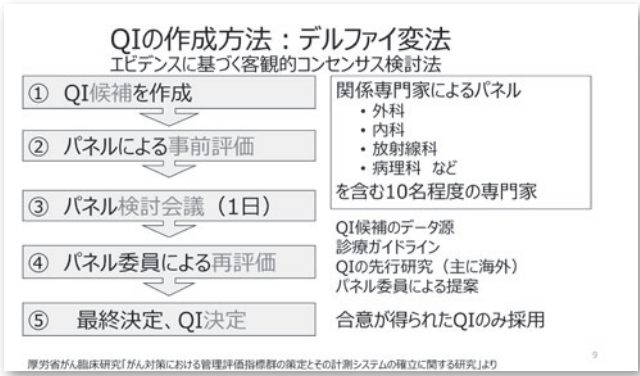 QIの作成方法：デルファイ変法
エビデンスに基づく客観的コンセンサス検討法
① QI候補を作成
② パネルによる事前評価
③ パネル検討会議（1日）
④ パネル委員による再評価
⑤ 最終決定、QI決定
関係専門家によるパネル
• 外科
• 内科
• 放射線科
• 病理科 など
を含む10名程度の専門家
QI候補のデータ源
診療ガイドライン
QIの先行研究（主に海外）
パネル委員による提案
合意が得られたQIのみ採用
9
厚労省がん臨床研究「がん対策における管理評価指標群の策定とその計測システムの確立に関する研究」より